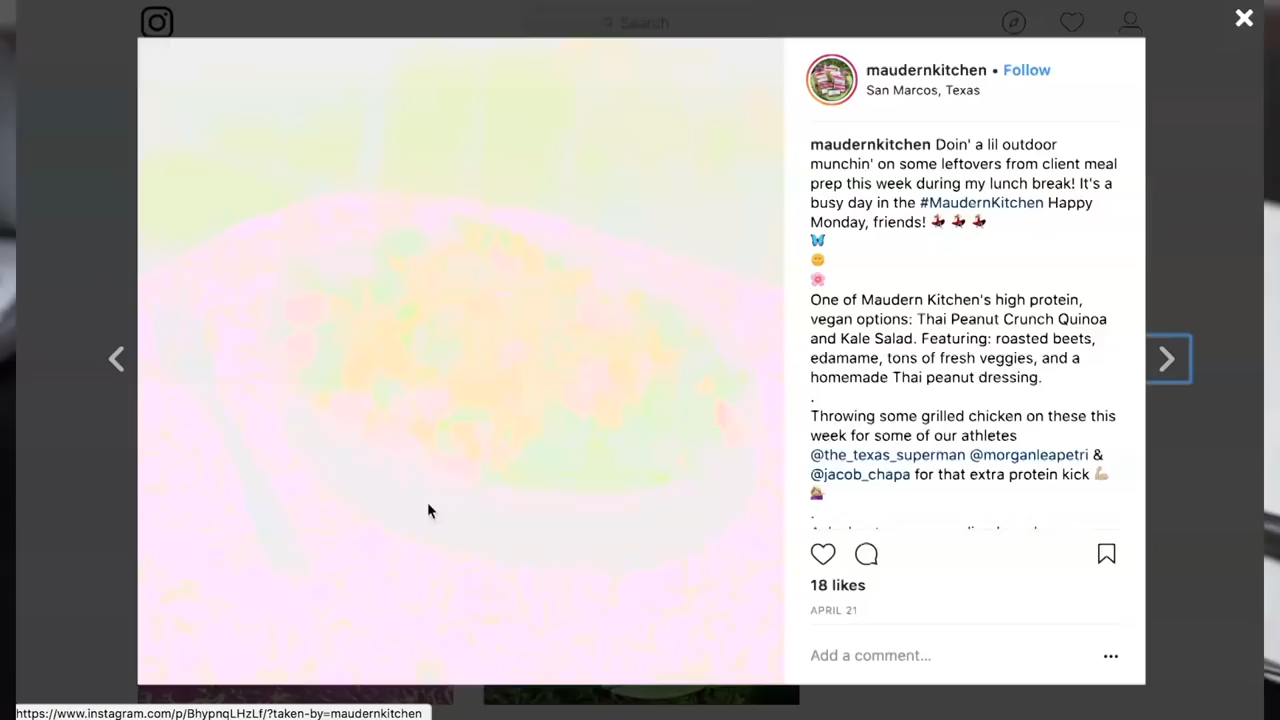 Search
maudernkitchen • Follow
San Marcos, Texas
maudernkitchen Doin' a lil outdoor
munchin' on some leftovers from client meal
prep this week during my lunch break! It's a
busy day in the #MaudernKitchen Happy
Monday, friends!
One of Maudern Kitchen's high protein,
vegan options: Thai Peanut Crunch Quinoa
and Kale Salad. Featuring: roasted beets,
edamame, tons of fresh veggies, and a
homemade Thai peanut dressing.
.
Throwing some grilled chicken on these this
week for some of our athletes
@the_texas_superman @morganleapetri &
@jacob_chapa for that extra protein kick
.
18 likes
APRIL 21
Add a comment...
https://www.instagram.com/p/BhypnqLHzLf/?taken-by=maudernkitchen